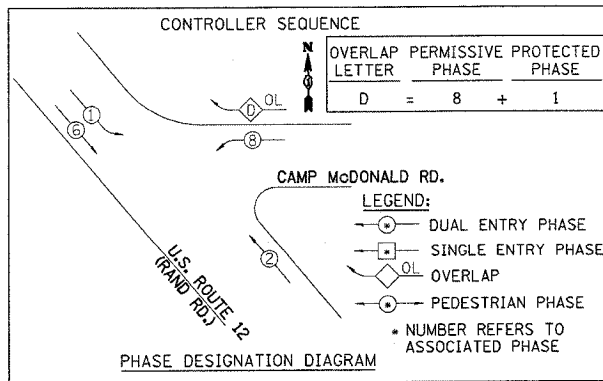 CONTROLLER SEQUENCE
N
OVERLAP LETTER PERMISSIVE PHASE PROTECTED PHASE
D = 8 + 1
1
6
D OL
8
CAMP McDONALD RD.
LEGEND:
* DUAL ENTRY PHASE
* SINGLE ENTRY PHASE
OL OVERLAP
* PEDESTRIAN PHASE
* NUMBER REFERS TO
ASSOCIATED PHASE
2
U.S. ROUTE 12
(RAND RD.)
PHASE DESIGNATION DIAGRAM